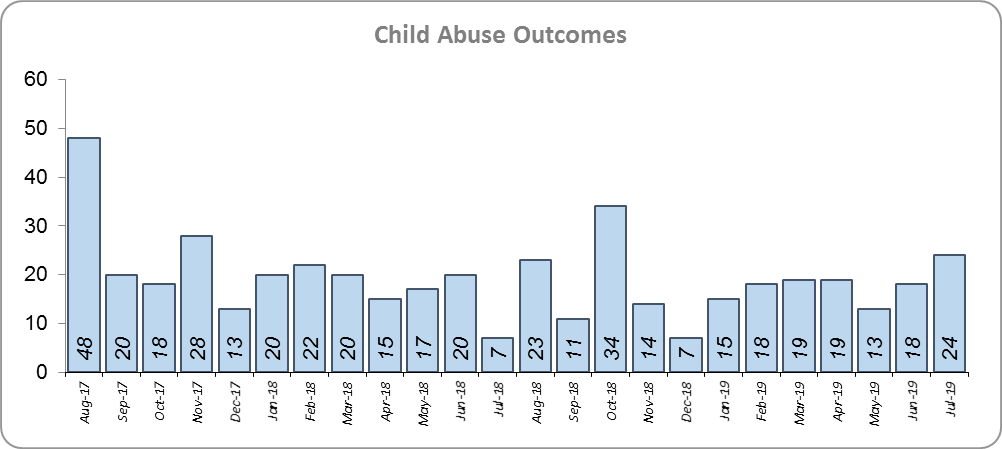 Child Abuse Outcomes
60
50
40
30
20
10
0
48 20 18 28 13 20 22 20 15 17 20 7 23 11 34 14 7 15 18 19 19 13 18 24
Aug-17 Sep-17 Oct-17 Nov-17 Dec-17 Jan-18 Feb-18 Mar-18 Apr-18 May-18 Jun-18 Jul-18 Aug-18 Sep-18 Oct-18 Nov-18 Dec-18 Jan-19 Feb-19 Mar-19 Apr-19 May-19 Jun-19 Jul-19